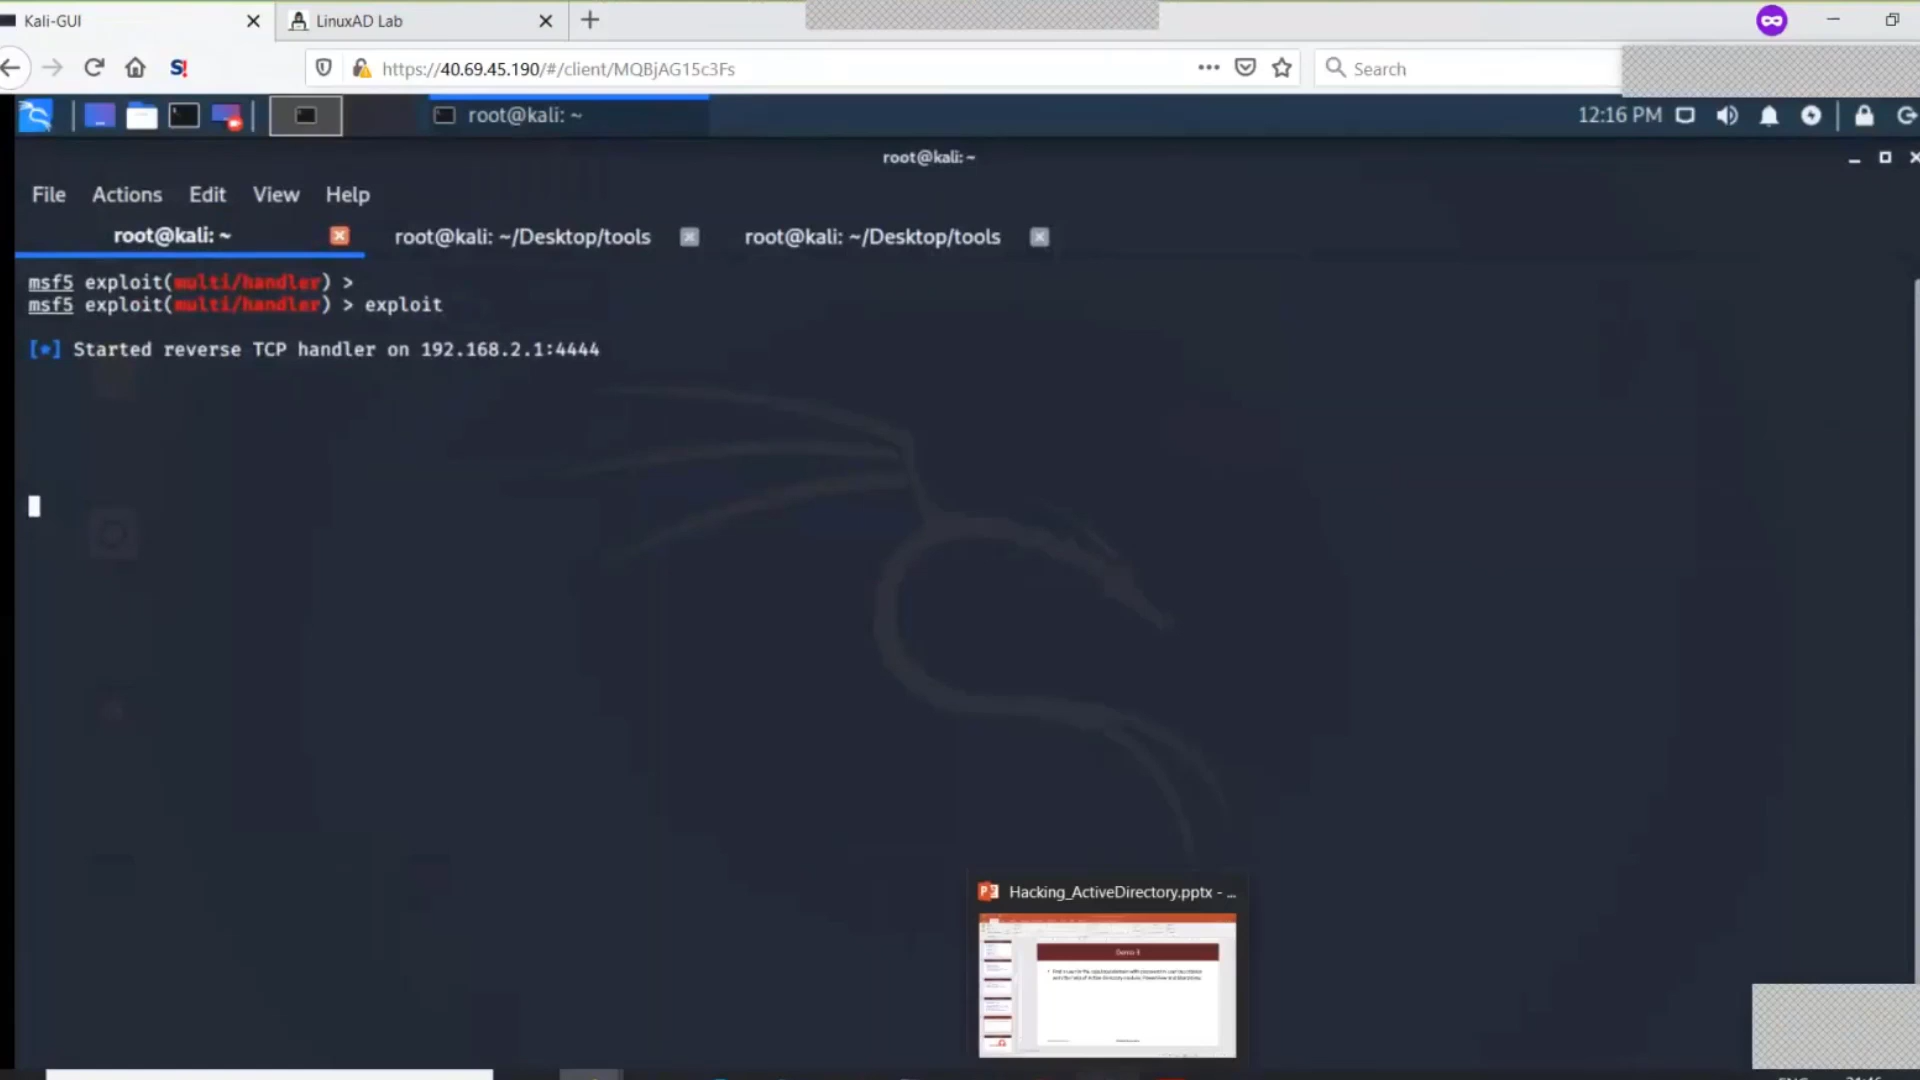 Kali-GUI
LinuxAD Lab
S!
https://40.69.45.190/#/client/MQBjAG15c3Fs
Search
root@kali: ~
12:16 PM
root@kali: ~
File Actions Edit View Help
root@kali: ~
root@kali: ~/Desktop/tools
root@kali: ~/Desktop/tools
msf5 exploit(multi/handler) >
msf5 exploit(multi/handler) > exploit
[*] Started reverse TCP handler on 192.168.2.1:4444
Hacking_ActiveDirectory.pptx - ...